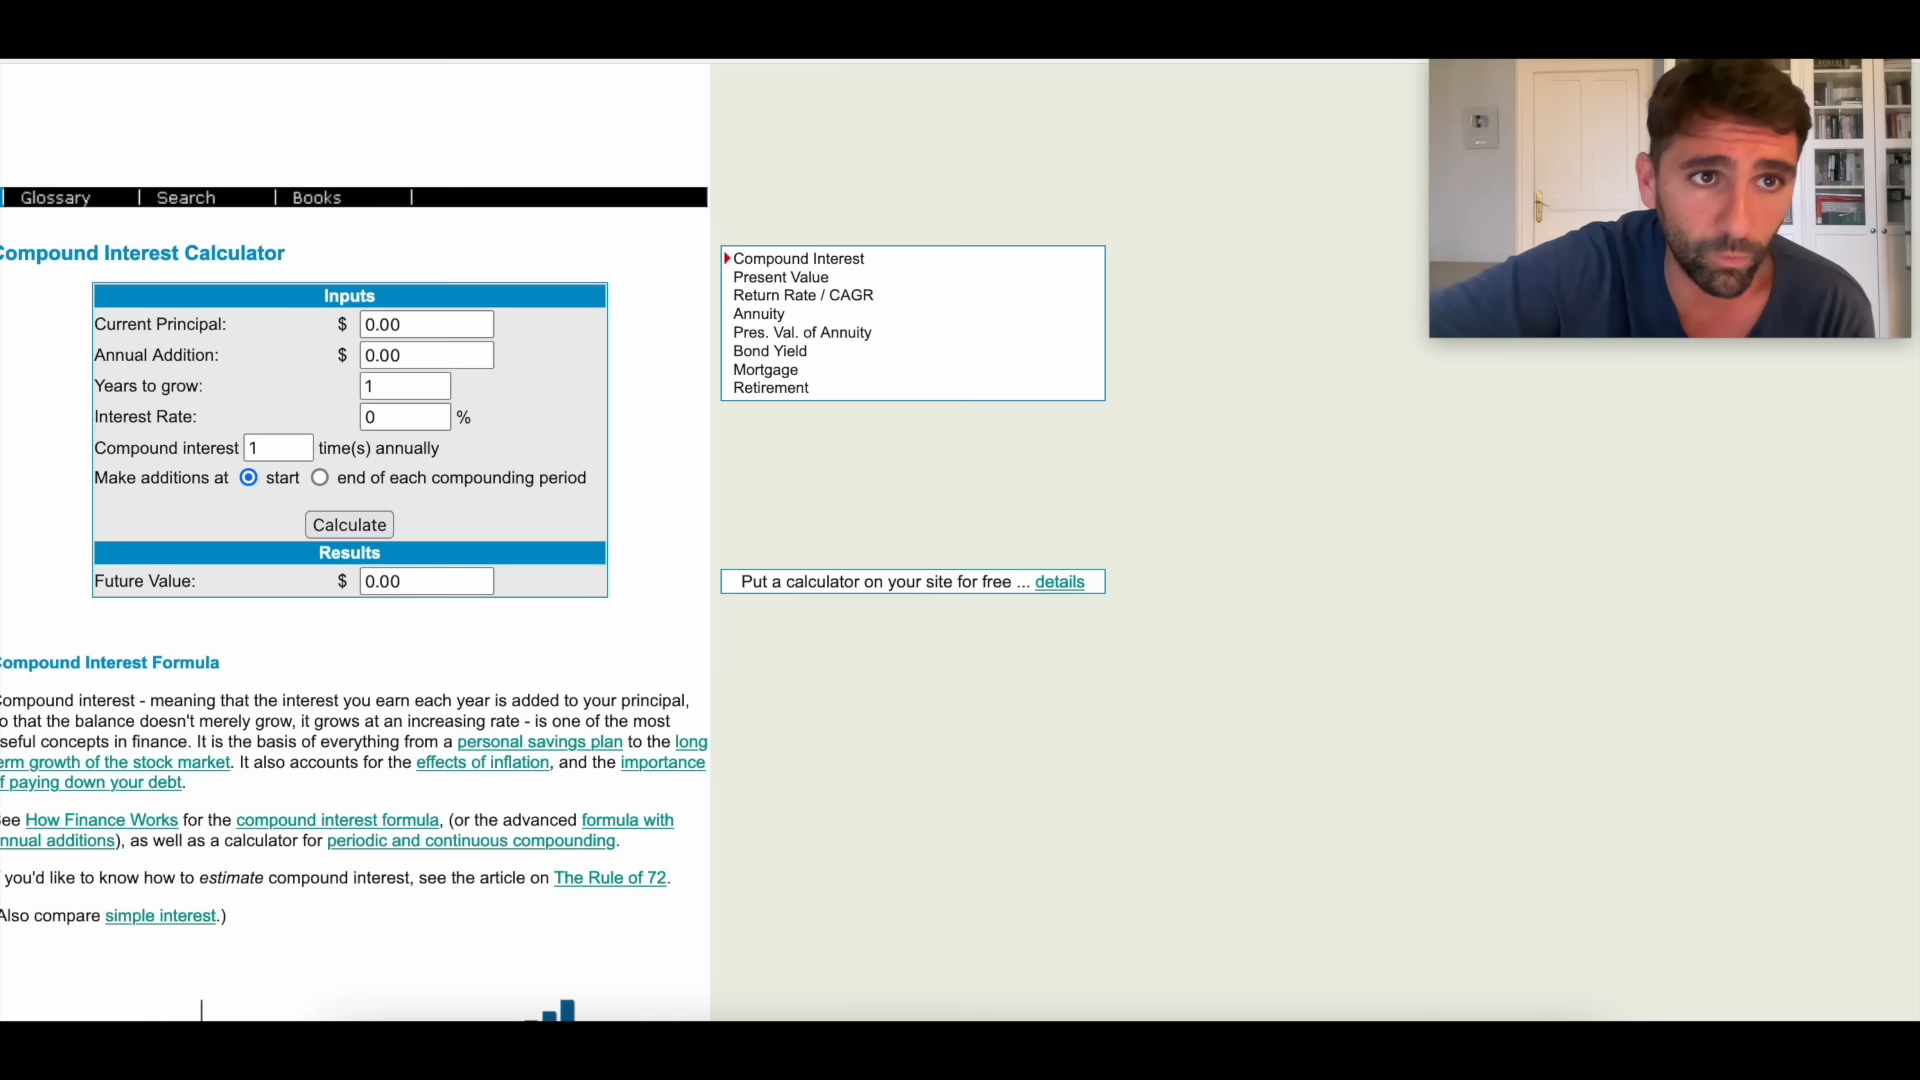 Glossary | Search | Books |
ompound Interest Calculator
Inputs
Current Principal: $ 0.00
Annual Addition: $ 0.00
Years to grow: 1
Interest Rate: 0 %
Compound interest 1 time(s) annually
Make additions at start end of each compounding period
Calculate
Results
Future Value: $ 0.00
Compound Interest
Present Value
Return Rate / CAGR
Annuity
Pres. Val. of Annuity
Bond Yield
Mortgage
Retirement
Put a calculator on your site for free ... details
ompound Interest Formula
ompound interest - meaning that the interest you earn each year is added to your principal,
o that the balance doesn't merely grow, it grows at an increasing rate - is one of the most
seful concepts in finance. It is the basis of everything from a personal savings plan to the long
erm growth of the stock market. It also accounts for the effects of inflation, and the importance
f paying down your debt.
ee How Finance Works for the compound interest formula, (or the advanced formula with
nnual additions), as well as a calculator for periodic and continuous compounding.
you'd like to know how to estimate compound interest, see the article on The Rule of 72.
Also compare simple interest.)